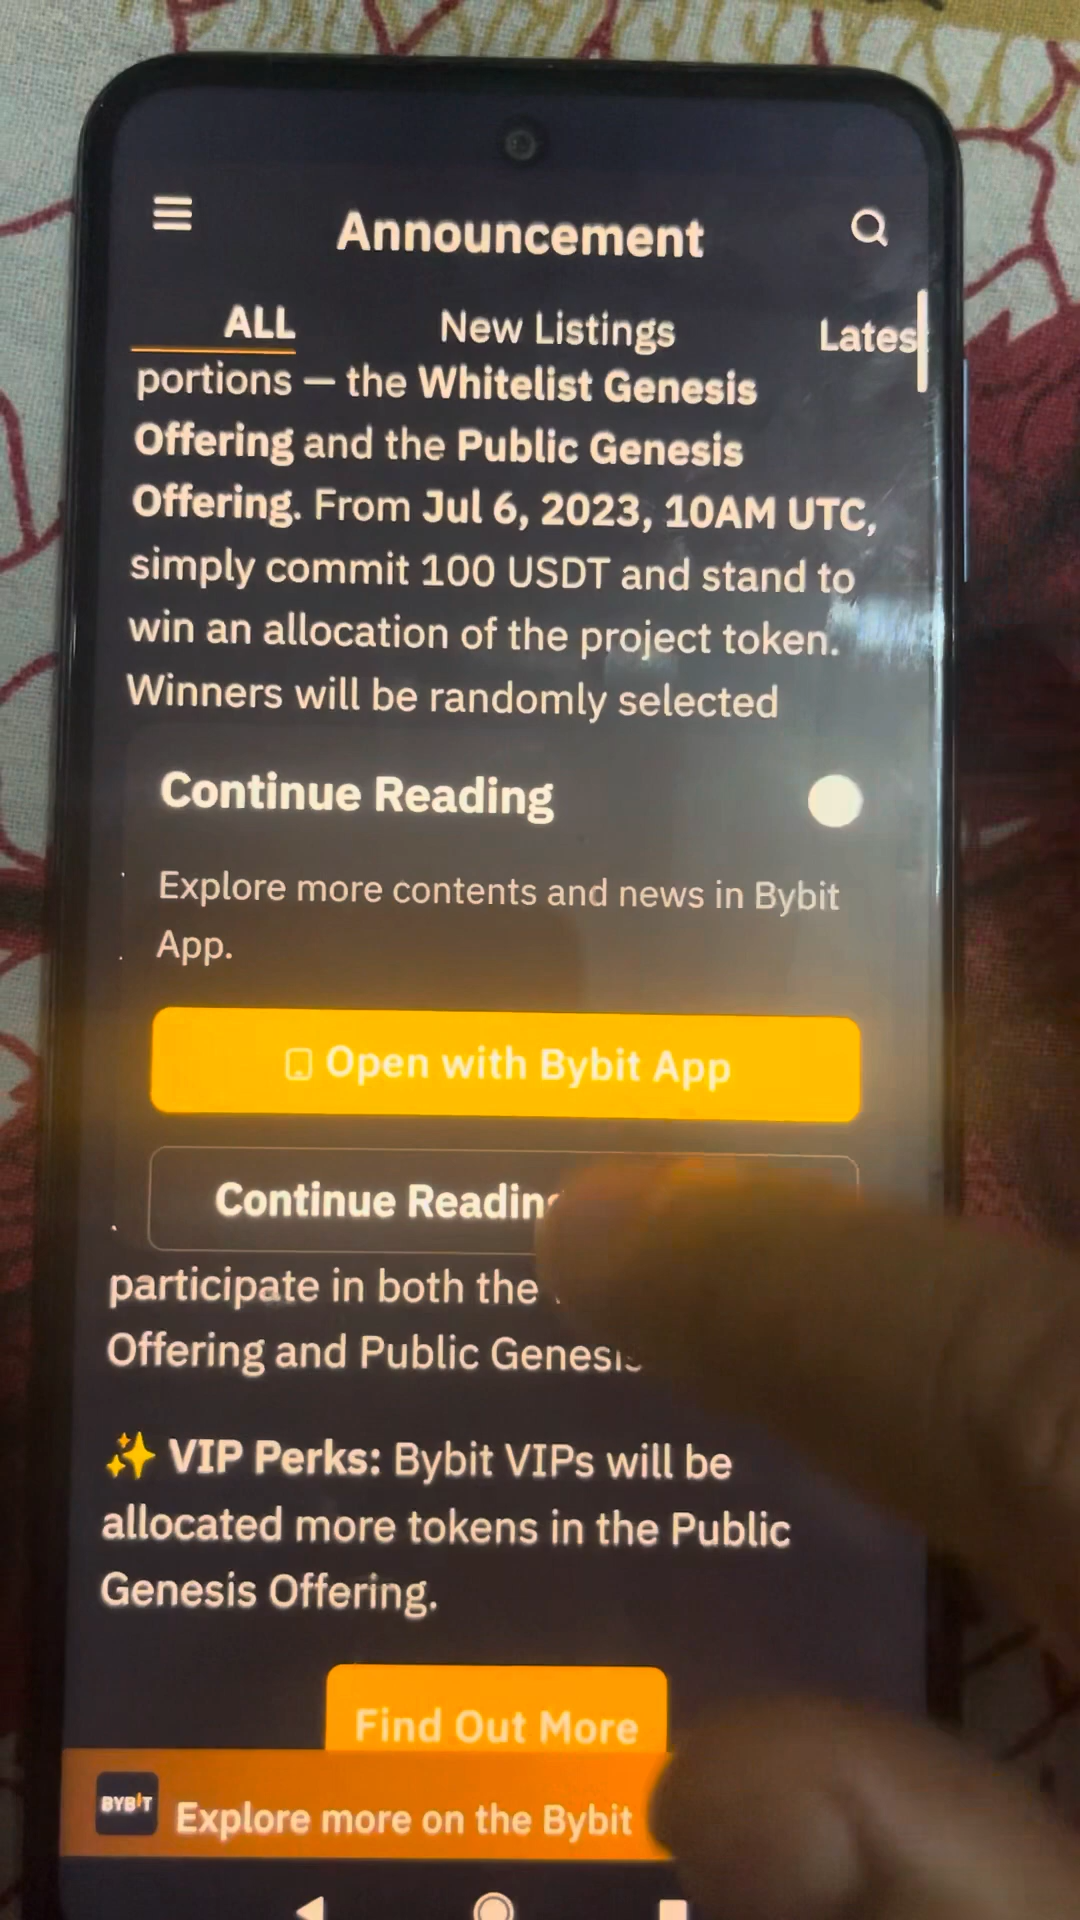 Announcement
ALL New Listings Lates
portions — the Whitelist Genesis
Offering and the Public Genesis
Offering. From Jul 6, 2023, 10AM UTC,
simply commit 100 USDT and stand to
win an allocation of the project token.
Winners will be randomly selected
Continue Reading
Explore more contents and news in Bybit
App.
Open with Bybit App
Continue Reading
participate in both the
Offering and Public Genesis
✨ VIP Perks: Bybit VIPs will be
allocated more tokens in the Public
Genesis Offering.
Find Out More
BYBIT
Explore more on the Bybit